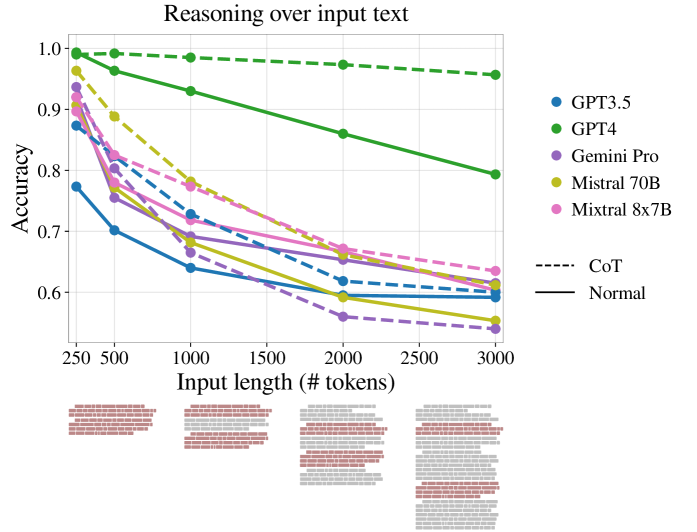 Reasoning over input text
Accuracy
1.0
0.9
0.8
0.7
0.6
250 500 1000 1500 2000 2500 3000
Input length (# tokens)
GPT3.5
GPT4
Gemini Pro
Mistral 70B
Mixtral 8x7B
CoT
Normal